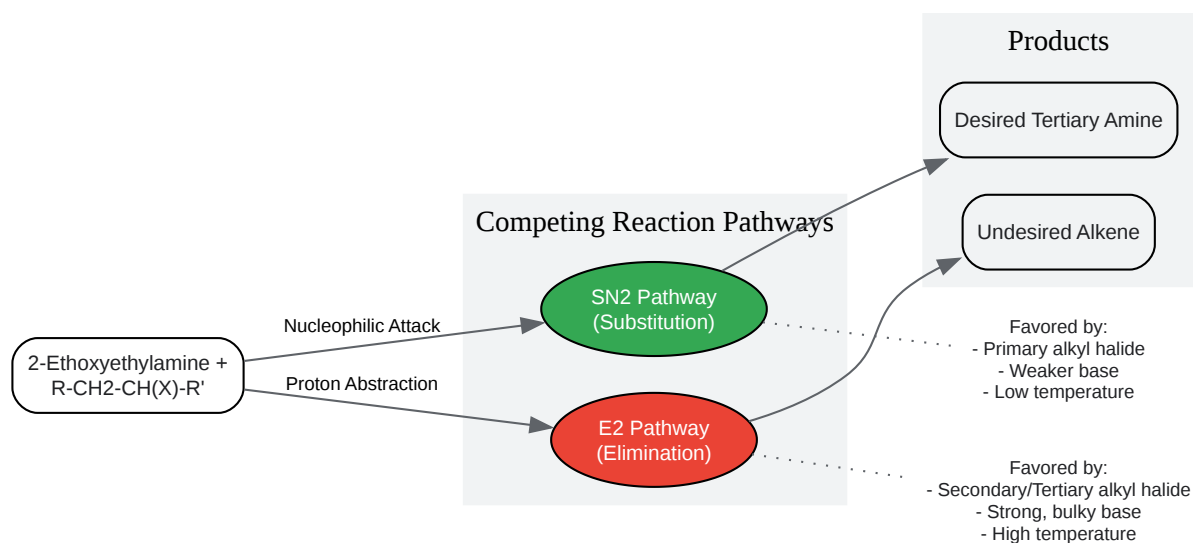 Products
Desired Tertiary Amine
Undesired Alkene
Competing Reaction Pathways
SN2 Pathway
(Substitution)
Nucleophilic Attack
2-Ethoxyethylamine +
R-CH2-CH(X)-R'
Proton Abstraction
E2 Pathway
(Elimination)
Favored by:
- Primary alkyl halide
- Weaker base
- Low temperature
Favored by:
- Secondary/Tertiary alkyl halide
- Strong, bulky base
- High temperature